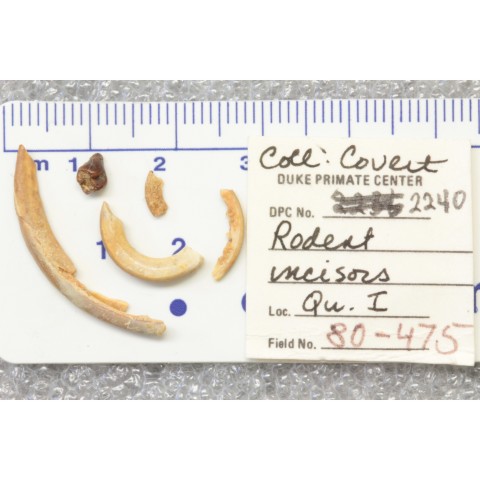 m 1 2 3
1 2
Coll: Covert
DUKE PRIMATE CENTER
DPC No. 2240
Rodent
incisors
Loc. Qu. I
Field No. 80-475